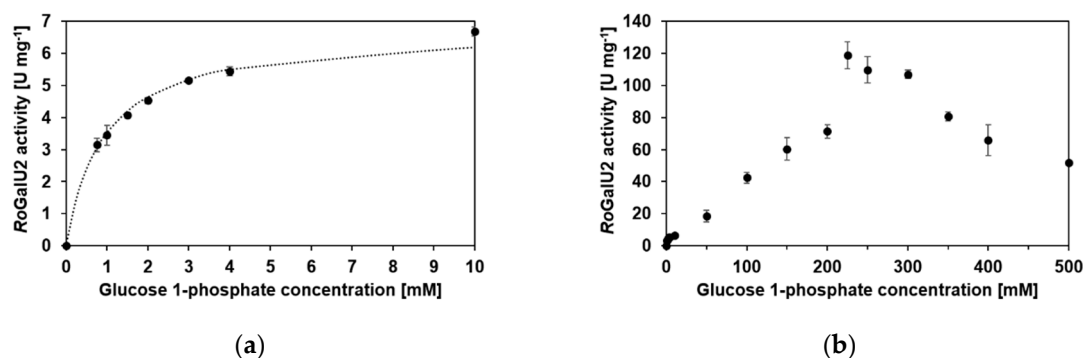 7
6
5
4
3
2
1
0
RoGalU2 activity [U mg-1]
0 1 2 3 4 5 6 7 8 9 10
Glucose 1-phosphate concentration [mM]
(a)
140
120
100
80
60
40
20
0
RoGalU2 activity [U mg-1]
0 100 200 300 400 500
Glucose 1-phosphate concentration [mM]
(b)